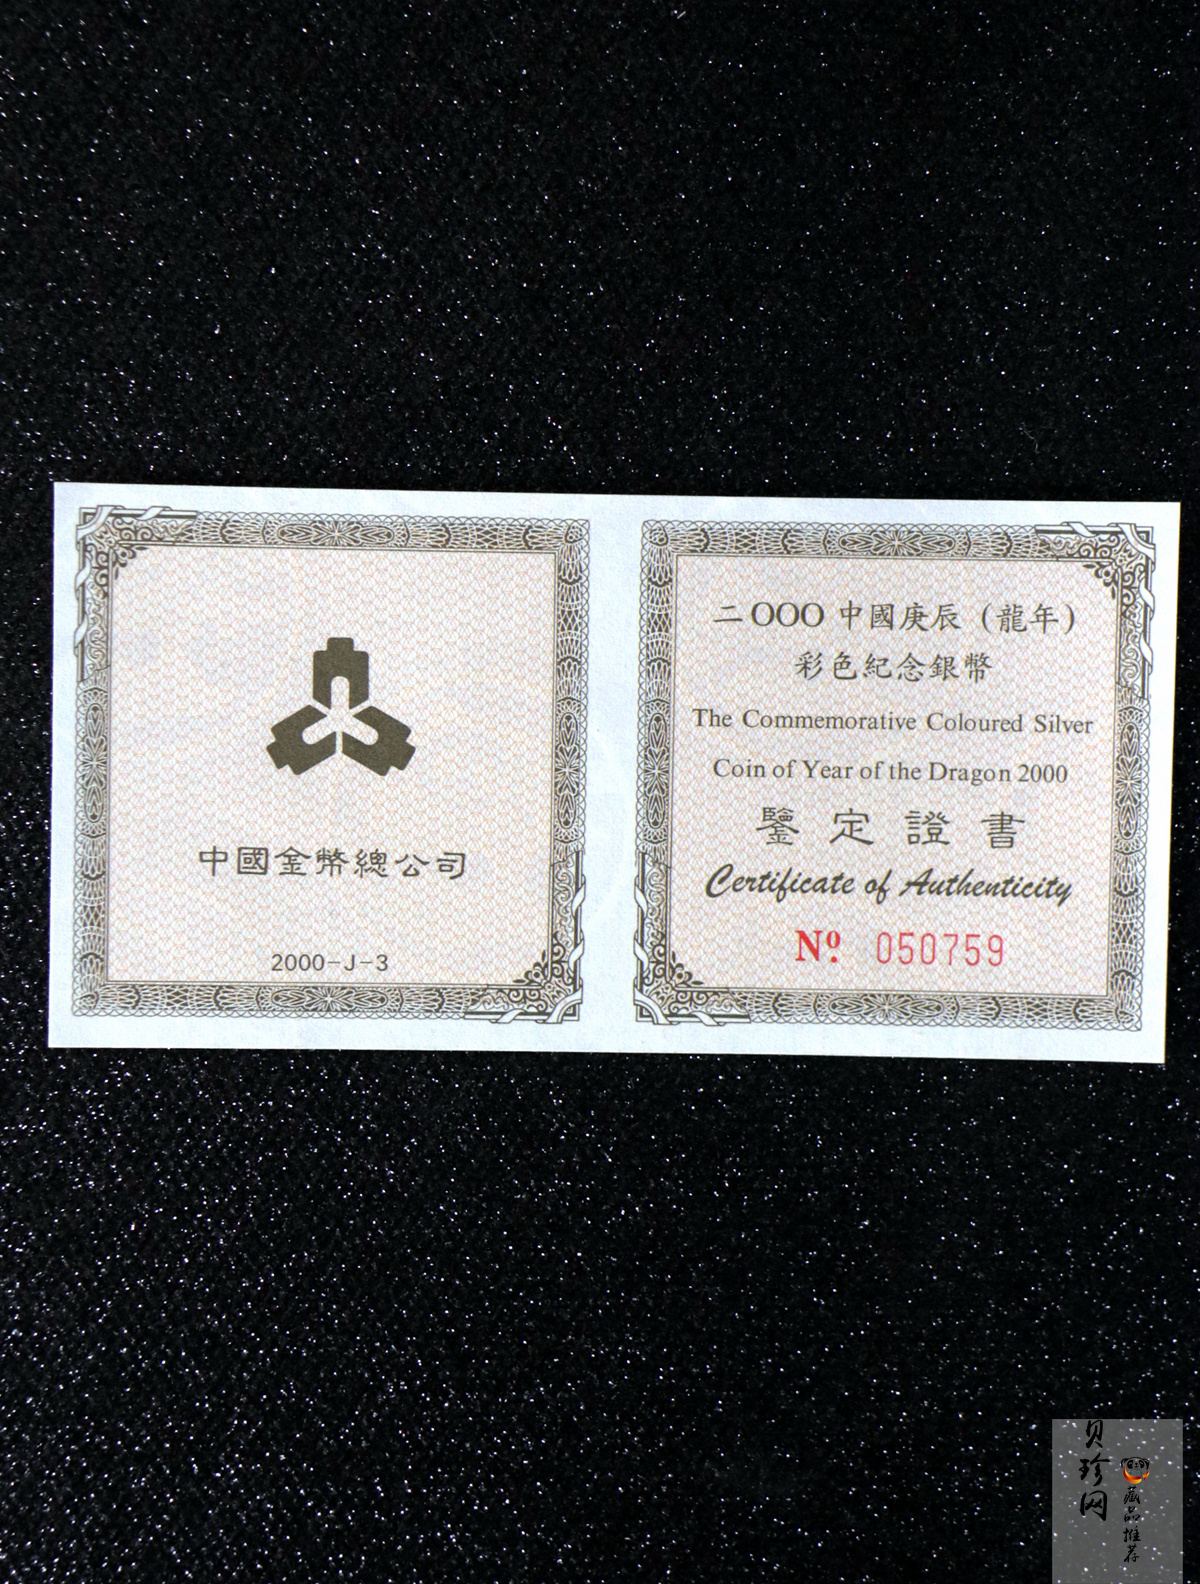 中國金幣總公司
2000-J-3
二OOO 中國庚辰（龍年）
彩色紀念銀幣
The Commemorative Coloured Silver
Coin of Year of the Dragon 2000
鑒定證書
Certificate of Authenticity
Nº. 050759
贝珍网
藏品推荐